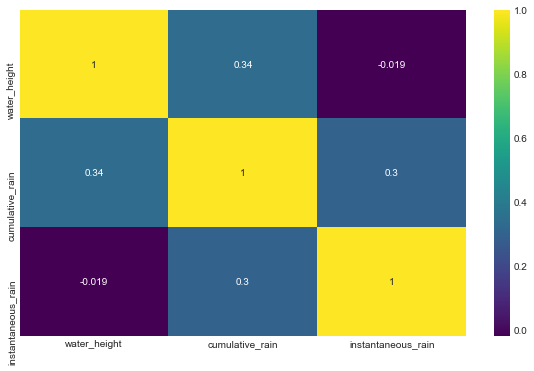 water_height
1
0.34
-0.019
cumulative_rain
0.34
1
0.3
instantaneous_rain
-0.019
0.3
1
water_height
cumulative_rain
instantaneous_rain
1.0
0.8
0.6
0.4
0.2
0.0